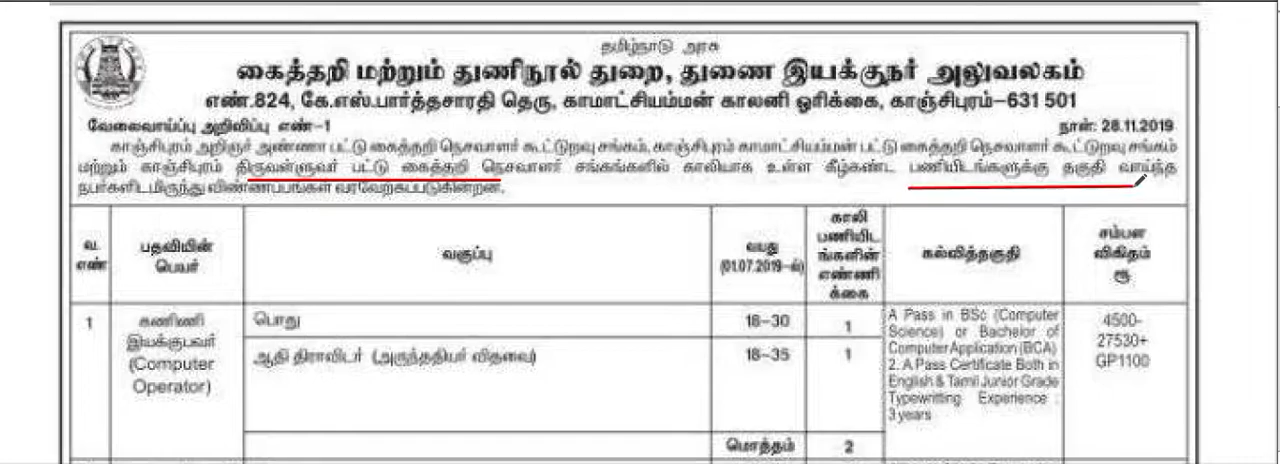 தமிழ்நாடு அரசு
கைத்தறி மற்றும் துணிநூல் துறை, துணை இயக்குநர் அலுவலகம்
எண்.824, கே.எஸ்.பார்த்தசாரதி தெரு, காமாட்சியம்மன் காலனி ஓரிக்கை, காஞ்சிபுரம்–631 501
வேலைவாய்ப்பு அறிவிப்பு எண்–1 நாள்: 28.11.2019
காஞ்சிபுரம் அறிஞர் அண்ணா பட்டு கைத்தறி நெசவாளர் கூட்டுறவு சங்கம், காஞ்சிபுரம் காமாட்சியம்மன் பட்டு கைத்தறி நெசவாளர் கூட்டுறவு சங்கம்
மற்றும் காஞ்சிபுரம் திருவள்ளுவர் பட்டு கைத்தறி நெசவாளர் சங்கங்களில் காலியாக உள்ள கீழ்கண்ட பணியிடங்களுக்கு தகுதி வாய்ந்த
நபர்களிடமிருந்து விண்ணப்பங்கள் வரவேற்கப்படுகின்றன.
வ.
எண்
பதவியின்
பெயர்
வகுப்பு
வயது
(01.07.2019–ல்)
காலி
பணியிட
ங்களின்
எண்ணி
க்கை
கல்வித்தகுதி
சம்பள
விகிதம்
ரூ
1
கணிணி
இயக்குபவர்
(Computer
Operator)
பொது
18–30
1
ஆதி திராவிடர் (அருந்ததியர் விதவை)
18–35
1
A Pass in BSc (Computer
Science) or Bachelor of
Computer Application (BCA)
2. A Pass Certificate Both in
English & Tamil Junior Grade
Typewritting Experience :
3 years
4500-
27530+
GP1100
மொத்தம்
2